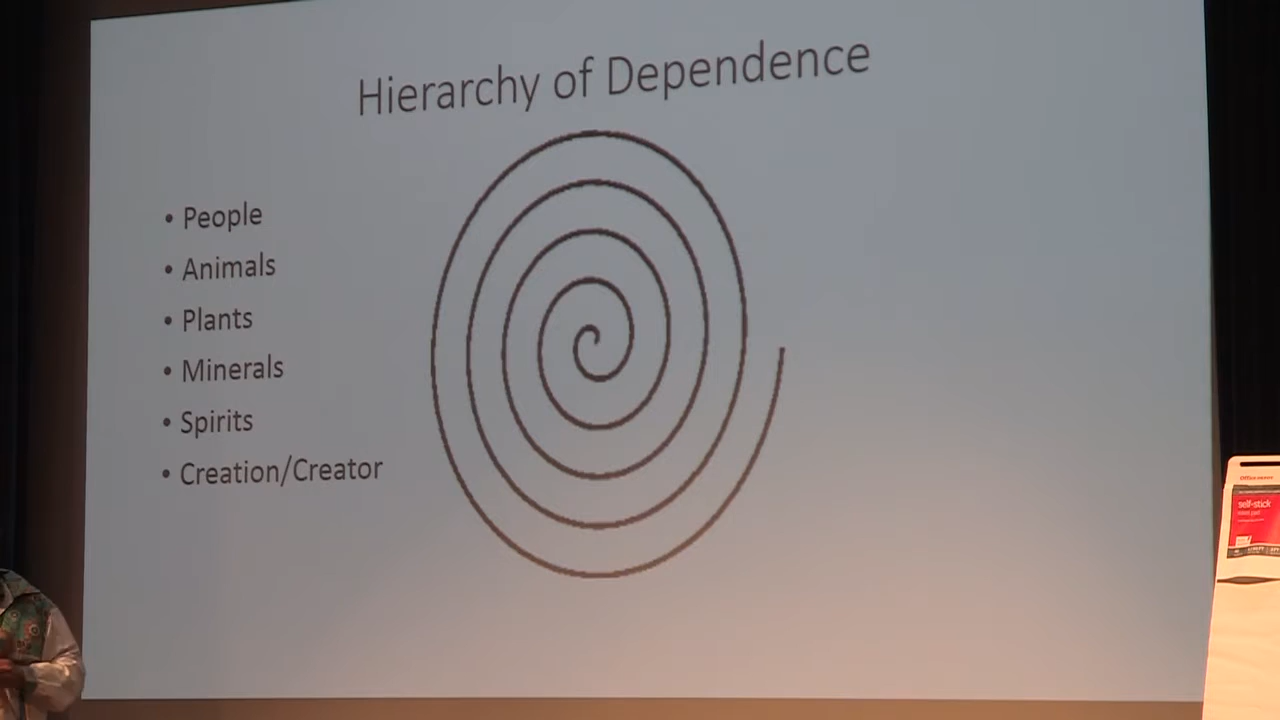 Hierarchy of Dependence
• People
• Animals
• Plants
• Minerals
• Spirits
• Creation/Creator
self-stick